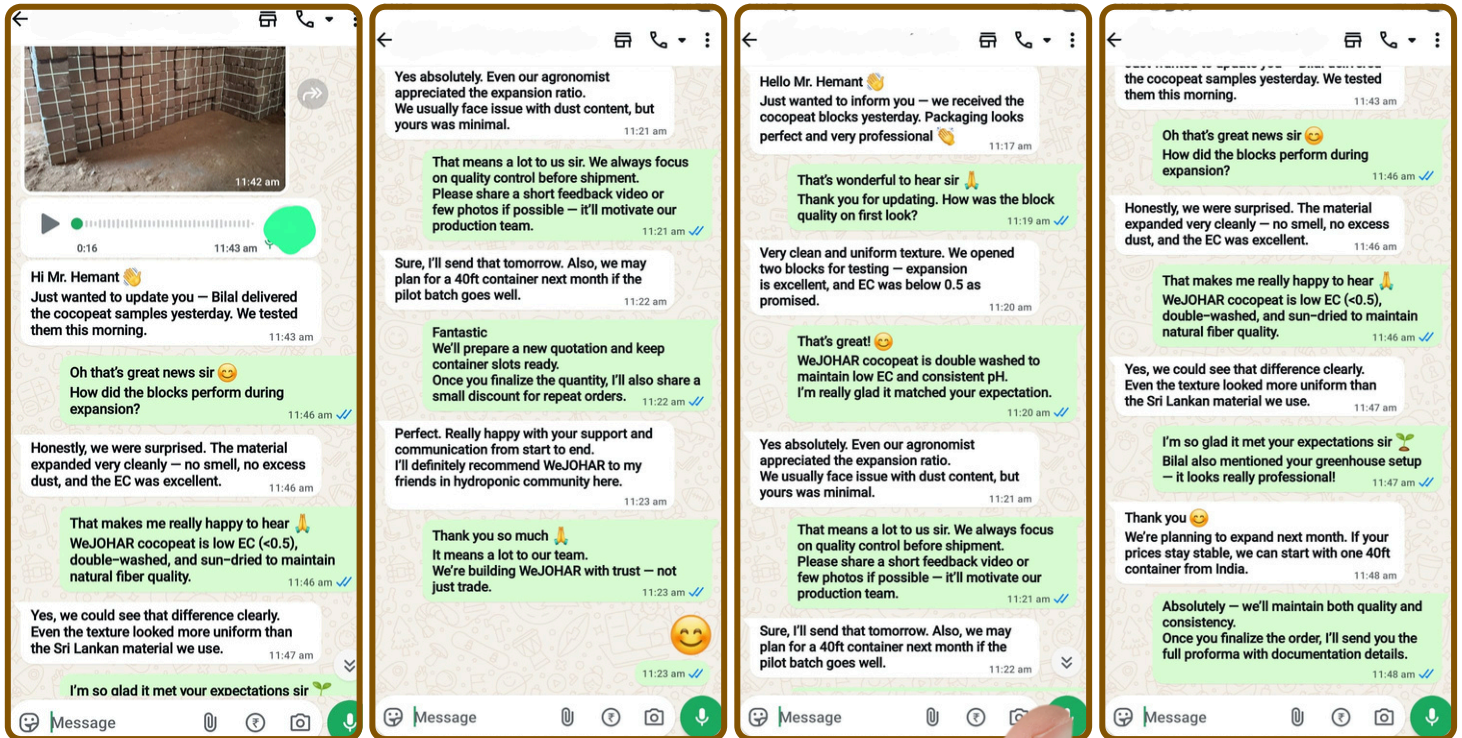 11:42 am
0:16
11:43 am
Hi Mr. Hemant 👋
Just wanted to update you — Bilal delivered
the cocopeat samples yesterday. We tested
them this morning.
11:43 am
Oh that's great news sir 😊
How did the blocks perform during
expansion?
11:46 am
Honestly, we were surprised. The material
expanded very cleanly — no smell, no excess
dust, and the EC was excellent.
11:46 am
That makes me really happy to hear 🙏
WeJOHAR cocopeat is low EC (<0.5),
double-washed, and sun-dried to maintain
natural fiber quality.
11:46 am
Yes, we could see that difference clearly.
Even the texture looked more uniform than
the Sri Lankan material we use.
11:47 am
I'm so glad it met your expectations sir 🌱
Message
Yes absolutely. Even our agronomist
appreciated the expansion ratio.
We usually face issue with dust content, but
yours was minimal.
11:21 am
That means a lot to us sir. We always focus
on quality control before shipment.
Please share a short feedback video or
few photos if possible — it'll motivate our
production team.
11:21 am
Sure, I'll send that tomorrow. Also, we may
plan for a 40ft container next month if the
pilot batch goes well.
11:22 am
Fantastic
We'll prepare a new quotation and keep
container slots ready.
Once you finalize the quantity, I'll also share a
small discount for repeat orders.
11:22 am
Perfect. Really happy with your support and
communication from start to end.
I'll definitely recommend WeJOHAR to my
friends in hydroponic community here.
11:23 am
Thank you so much 🙏
It means a lot to our team.
We're building WeJOHAR with trust — not
just trade.
11:23 am
😊
11:23 am
Message
Hello Mr. Hemant 👋
Just wanted to inform you — we received the
cocopeat blocks yesterday. Packaging looks
perfect and very professional 👏
11:17 am
That's wonderful to hear sir 🙏
Thank you for updating. How was the block
quality on first look?
11:19 am
Very clean and uniform texture. We opened
two blocks for testing — expansion
is excellent, and EC was below 0.5 as
promised.
11:20 am
That's great! 😊
WeJOHAR cocopeat is double washed to
maintain low EC and consistent pH.
I'm really glad it matched your expectation.
11:20 am
Yes absolutely. Even our agronomist
appreciated the expansion ratio.
We usually face issue with dust content, but
yours was minimal.
11:21 am
That means a lot to us sir. We always focus
on quality control before shipment.
Please share a short feedback video or
few photos if possible — it'll motivate our
production team.
11:21 am
Sure, I'll send that tomorrow. Also, we may
plan for a 40ft container next month if the
pilot batch goes well.
11:22 am
Message
the cocopeat samples yesterday. We tested
them this morning.
11:43 am
Oh that's great news sir 😊
How did the blocks perform during
expansion?
11:46 am
Honestly, we were surprised. The material
expanded very cleanly — no smell, no excess
dust, and the EC was excellent.
11:46 am
That makes me really happy to hear 🙏
WeJOHAR cocopeat is low EC (<0.5),
double-washed, and sun-dried to maintain
natural fiber quality.
11:46 am
Yes, we could see that difference clearly.
Even the texture looked more uniform than
the Sri Lankan material we use.
11:47 am
I'm so glad it met your expectations sir 🌱
Bilal also mentioned your greenhouse setup
— it looks really professional!
11:47 am
Thank you 😊
We're planning to expand next month. If your
prices stay stable, we can start with one 40ft
container from India.
11:48 am
Absolutely — we'll maintain both quality and
consistency.
Once you finalize the order, I'll send you the
full proforma with documentation details.
11:48 am
Message